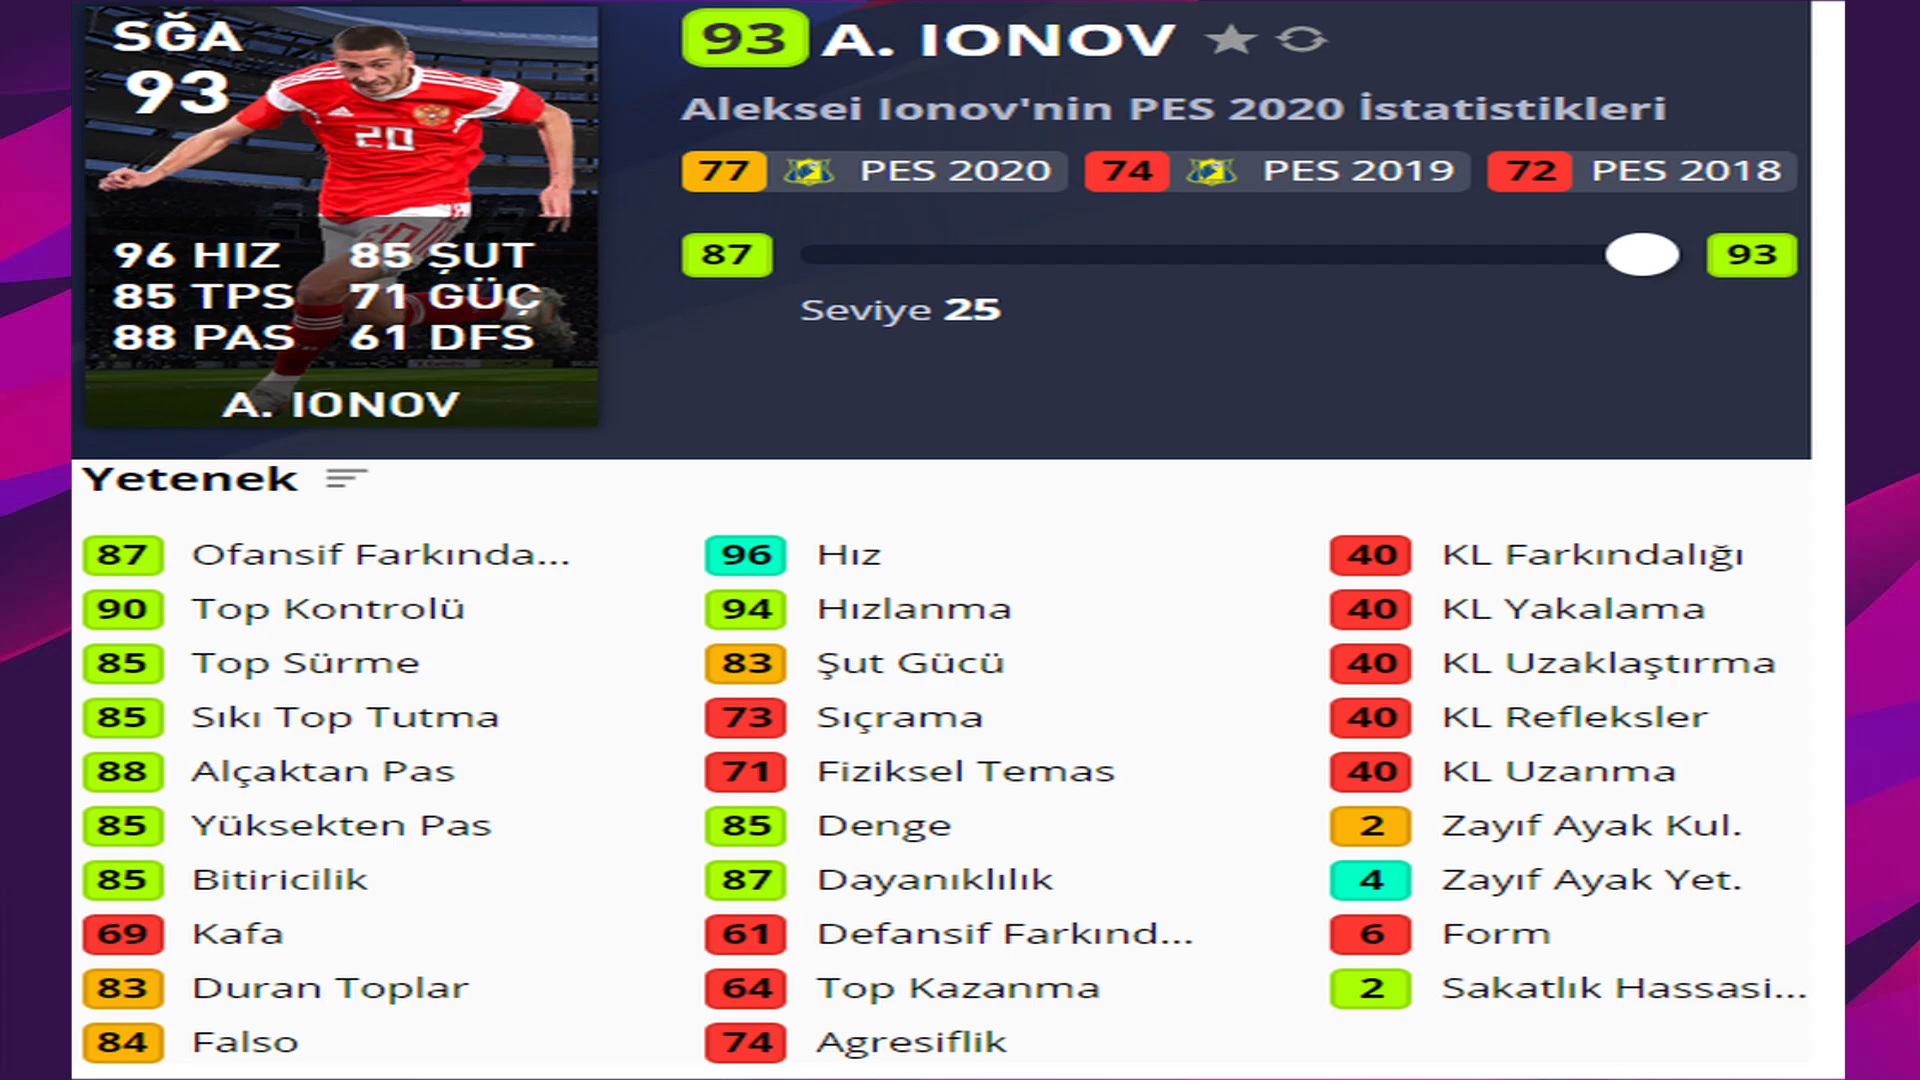 SĞA
93
96 HIZ 85 ŞUT
85 TPS 71 GÜÇ
88 PAS 61 DFS
A. IONOV
20
93 A. IONOV
Aleksei Ionov'nin PES 2020 İstatistikleri
77 PES 2020 74 PES 2019 72 PES 2018
87 93
Seviye 25
Yetenek
87 Ofansif Farkında...
90 Top Kontrolü
85 Top Sürme
85 Sıkı Top Tutma
88 Alçaktan Pas
85 Yüksekten Pas
85 Bitiricilik
69 Kafa
83 Duran Toplar
84 Falso
96 Hız
94 Hızlanma
83 Şut Gücü
73 Sıçrama
71 Fiziksel Temas
85 Denge
87 Dayanıklılık
61 Defansif Farkınd...
64 Top Kazanma
74 Agresiflik
40 KL Farkındalığı
40 KL Yakalama
40 KL Uzaklaştırma
40 KL Refleksler
40 KL Uzanma
2 Zayıf Ayak Kul.
4 Zayıf Ayak Yet.
6 Form
2 Sakatlık Hassasi...